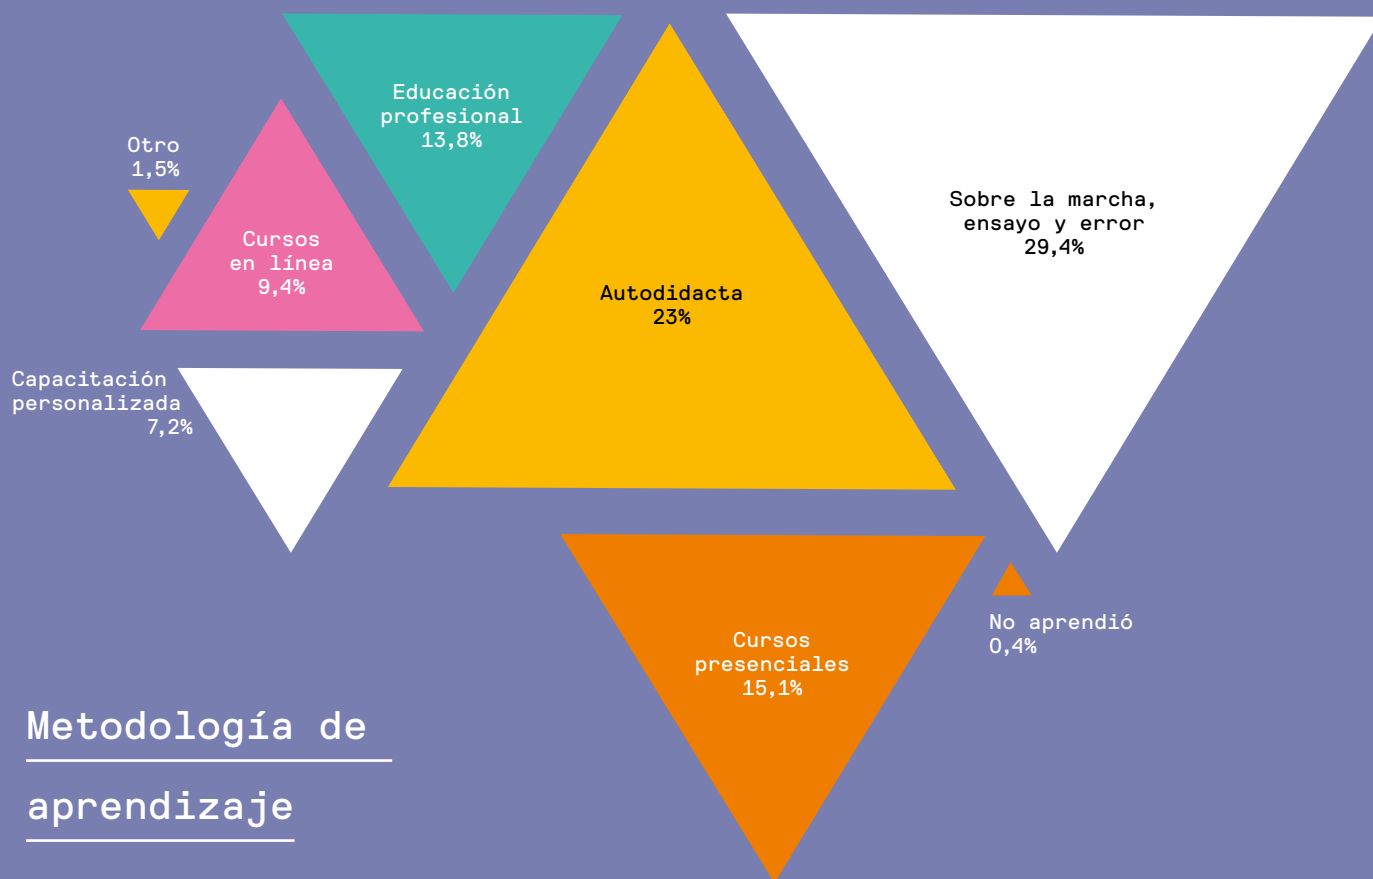 Educación
profesional
13,8%
Otro
1,5%
Cursos
en línea
9,4%
Sobre la marcha,
ensayo y error
29,4%
Autodidacta
23%
Capacitación
personalizada
7,2%
Cursos
presenciales
15,1%
No aprendió
0,4%
Metodología de
aprendizaje